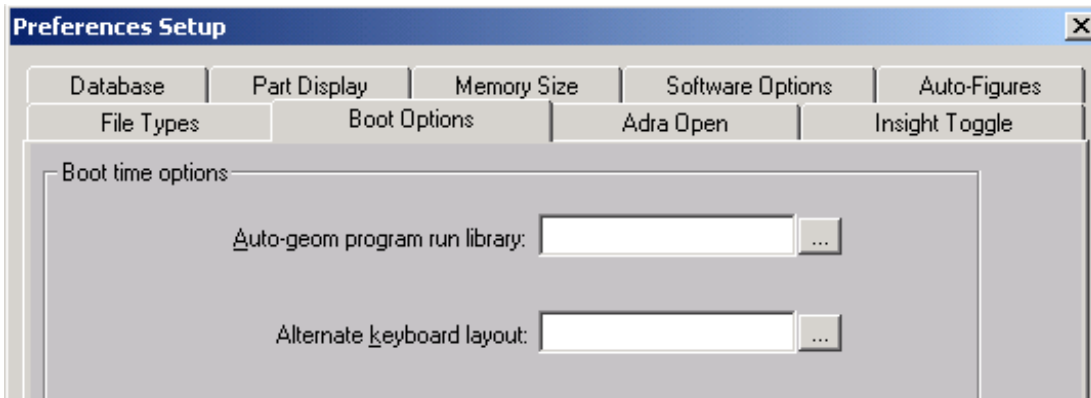 Preferences Setup
Database Part Display Memory Size Software Options Auto-Figures
File Types Boot Options Adra Open Insight Toggle
Boot time options
Auto-geom program run library: ...
Alternate keyboard layout: ...